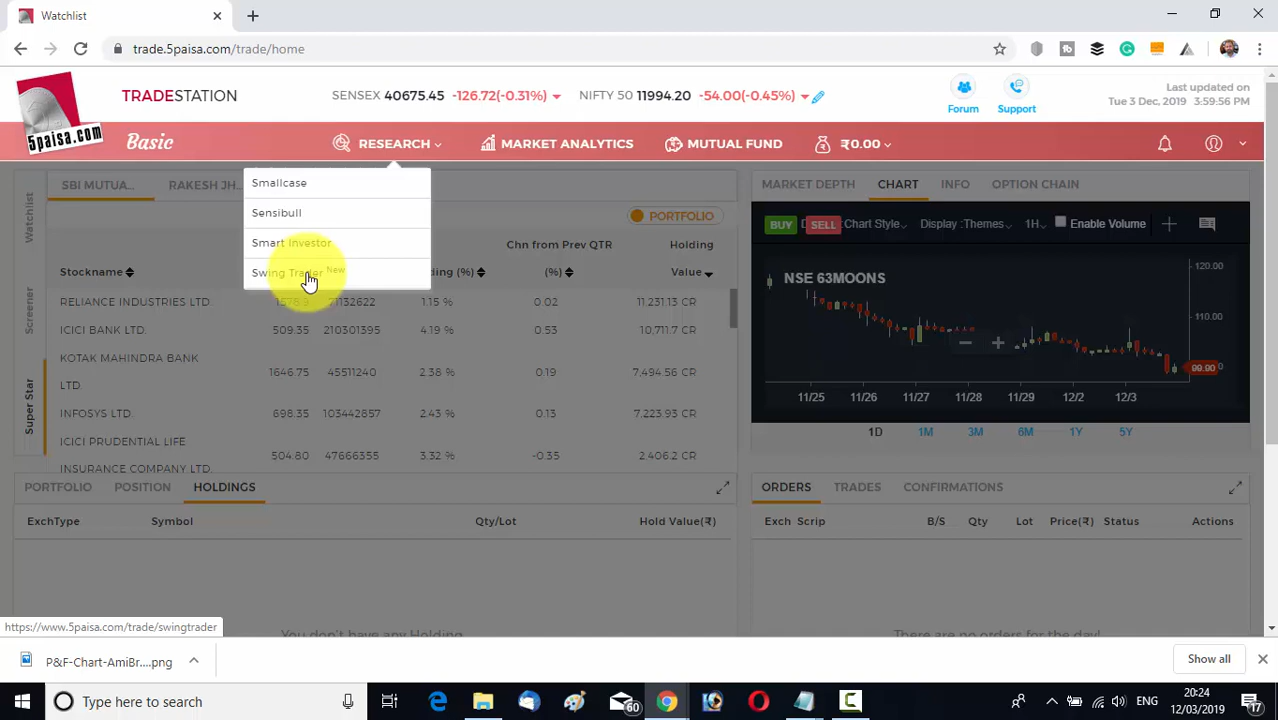 Watchlist
trade.5paisa.com/trade/home
5paisa.com
TRADESTATION
SENSEX 40675.45 -126.72(-0.31%)
NIFTY 50 11994.20 -54.00(-0.45%)
Forum
Support
Last updated on
Tue 3 Dec, 2019 3:59:56 PM
Basic
RESEARCH
MARKET ANALYTICS
MUTUAL FUND
₹0.00
Smallcase
Sensibull
Smart Investor
Swing Trader New
Watchlist
Screener
Super Star
SBI MUTUA...
RAKESH JH..
PORTFOLIO
Stockname
Chn from Prev QTR
(%)
Holding
Value
RELIANCE INDUSTRIES LTD. 1578.9 71132622 1.15 % 0.02 11,231.13 CR
ICICI BANK LTD. 509.35 210301395 4.19 % 0.53 10,711.7 CR
KOTAK MAHINDRA BANK
LTD. 1646.75 45511240 2.38 % 0.19 7,494.56 CR
INFOSYS LTD. 698.35 103442857 2.43 % 0.13 7,223.93 CR
ICICI PRUDENTIAL LIFE
INSURANCE COMPANY LTD. 504.80 47666355 3.32 % -0.35 2,406.2 CR
MARKET DEPTH
CHART
INFO
OPTION CHAIN
BUY
SELL
Chart Style
Display :Themes
1H
Enable Volume
NSE 63MOONS
120.00
110.00
99.90
11/25 11/26 11/27 11/28 11/29 12/2 12/3
1D 1M 3M 6M 1Y 5Y
PORTFOLIO POSITION HOLDINGS
ExchType Symbol Qty/Lot Hold Value(₹)
You don't have any Holding
ORDERS TRADES CONFIRMATIONS
Exch Scrip B/S Qty Lot Price(₹) Status Actions
There are no orders for the day!
https://www.5paisa.com/trade/swingtrader
P&F-Chart-AmiBr....png
Show all
Type here to search
60
ENG
20:24
12/03/2019
17